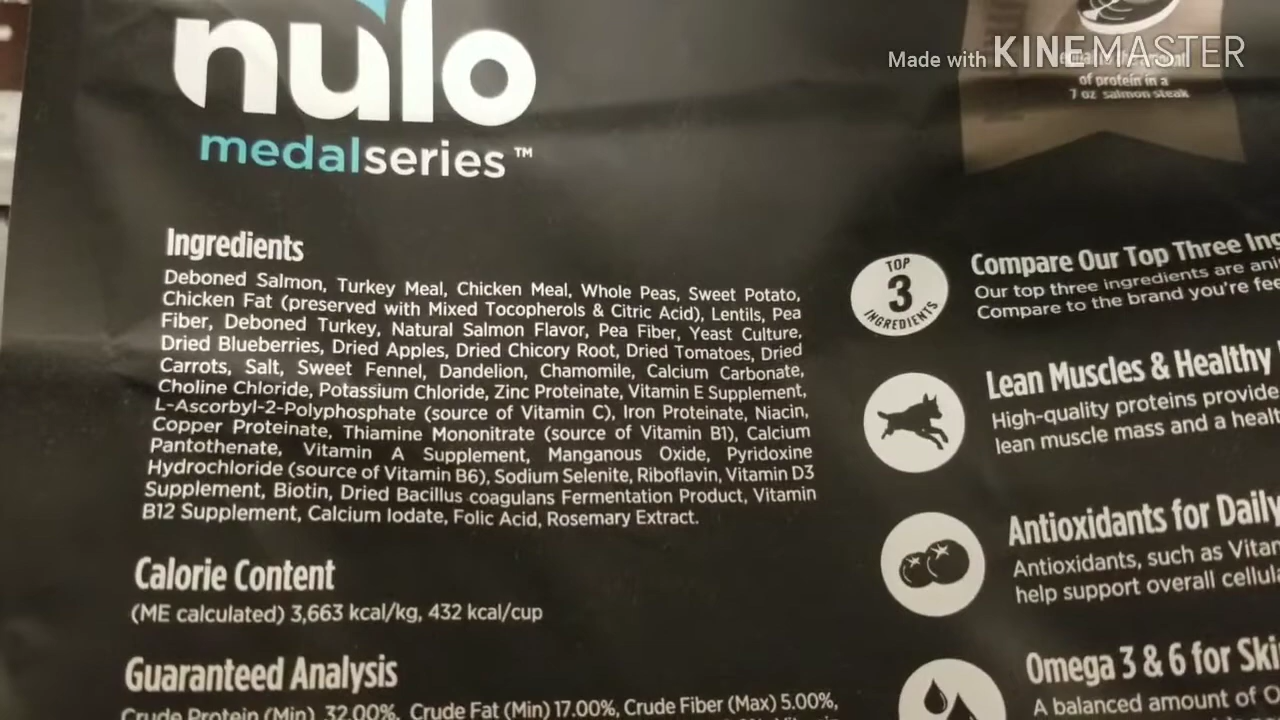 nulo
medalseries™
Made with KINEMASTER
of protein in a
7 oz salmon steak
Ingredients
Deboned Salmon, Turkey Meal, Chicken Meal, Whole Peas, Sweet Potato,
Chicken Fat (preserved with Mixed Tocopherols & Citric Acid), Lentils, Pea
Fiber, Deboned Turkey, Natural Salmon Flavor, Pea Fiber, Yeast Culture,
Dried Blueberries, Dried Apples, Dried Chicory Root, Dried Tomatoes, Dried
Carrots, Salt, Sweet Fennel, Dandelion, Chamomile, Calcium Carbonate,
Choline Chloride, Potassium Chloride, Zinc Proteinate, Vitamin E Supplement,
L-Ascorbyl-2-Polyphosphate (source of Vitamin C), Iron Proteinate, Niacin,
Copper Proteinate, Thiamine Mononitrate (source of Vitamin B1), Calcium
Pantothenate, Vitamin A Supplement, Manganous Oxide, Pyridoxine
Hydrochloride (source of Vitamin B6), Sodium Selenite, Riboflavin, Vitamin D3
Supplement, Biotin, Dried Bacillus coagulans Fermentation Product, Vitamin
B12 Supplement, Calcium Iodate, Folic Acid, Rosemary Extract.
Calorie Content
(ME calculated) 3,663 kcal/kg, 432 kcal/cup
Guaranteed Analysis
Crude Protein (Min) 32.00%, Crude Fat (Min) 17.00%, Crude Fiber (Max) 5.00%,
TOP
3
INGREDIENTS
Compare Our Top Three Ing
Our top three ingredients are ani
Compare to the brand you're fee
Lean Muscles & Healthy
High-quality proteins provide
lean muscle mass and a healt
Antioxidants for Daily
Antioxidants, such as Vitam
help support overall cellula
Omega 3 & 6 for Ski
A balanced amount of O